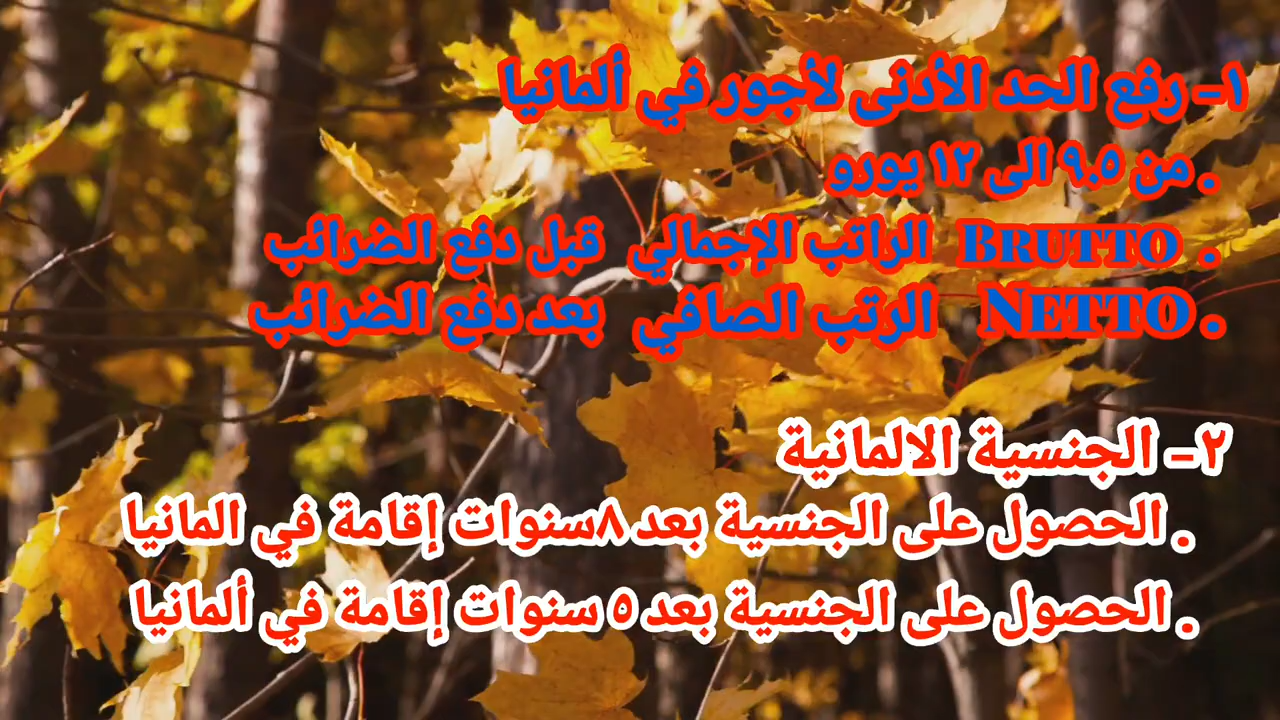 ١- رفع الحد الأدنى لأجور في ألمانيا
. من ٩.٥ الى ١٢ يورو
. BRUTTO الراتب الإجمالي قبل دفع الضرائب
. NETTO الرتب الصافي بعد دفع الضرائب
٢- الجنسية الالمانية
. الحصول على الجنسية بعد ٨سنوات إقامة في المانيا
. الحصول على الجنسية بعد ٥ سنوات إقامة في ألمانيا